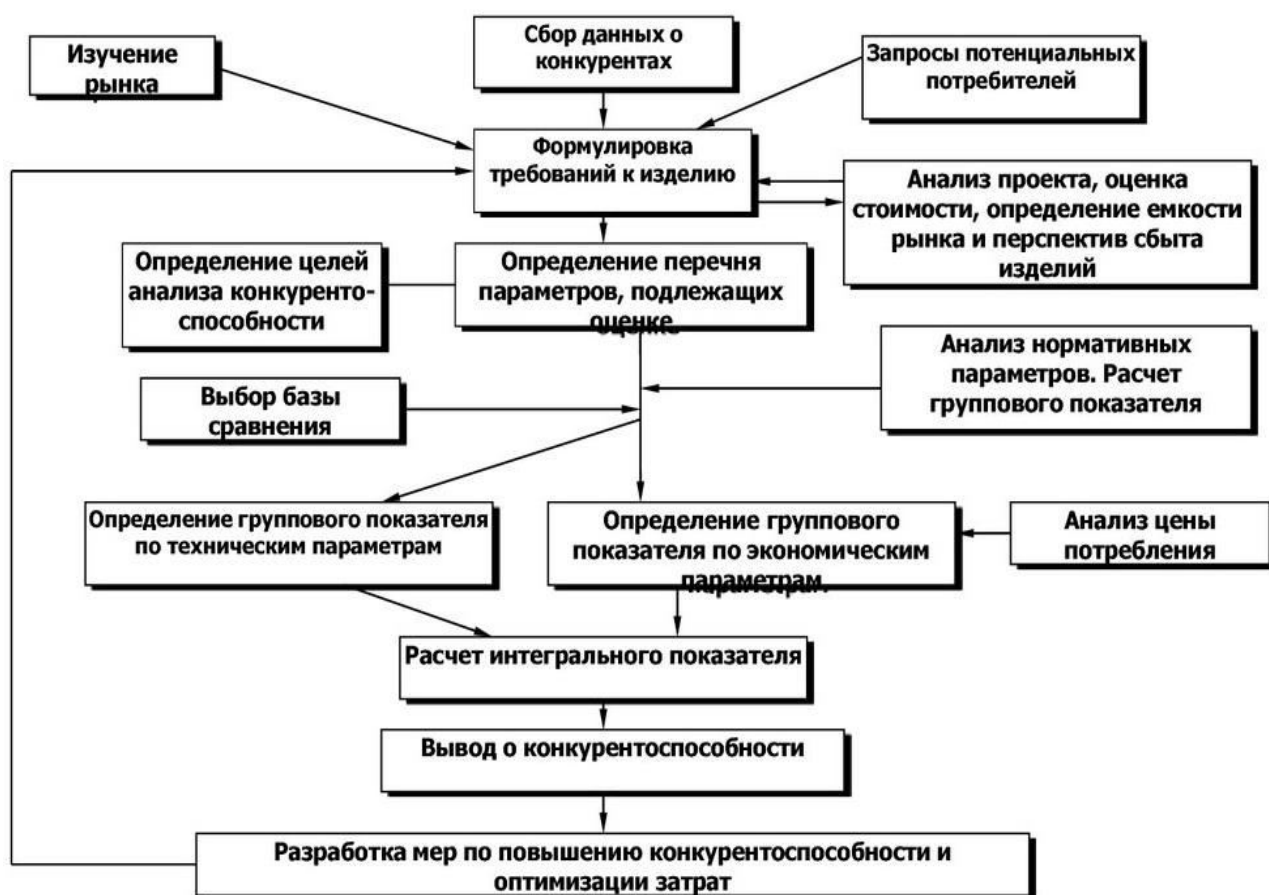 Сбор данных о
конкурентах
Изучение
рынка
Запросы потенциальных
потребителей
Формулировка
требований к изделию
Анализ проекта, оценка
стоимости, определение емкости
рынка и перспектив сбыта
изделий
Определение целей
анализа конкуренто-
способности
Определение перечня
параметров, подлежащих
оценке
Анализ нормативных
параметров. Расчет
группового показателя
Выбор базы
сравнения
Определение группового показателя
по техническим параметрам
Определение группового
показателя по экономическим
параметрам.
Анализ цены
потребления
Расчет интегрального показателя
Вывод о конкурентоспособности
Разработка мер по повышению конкурентоспособности и
оптимизации затрат